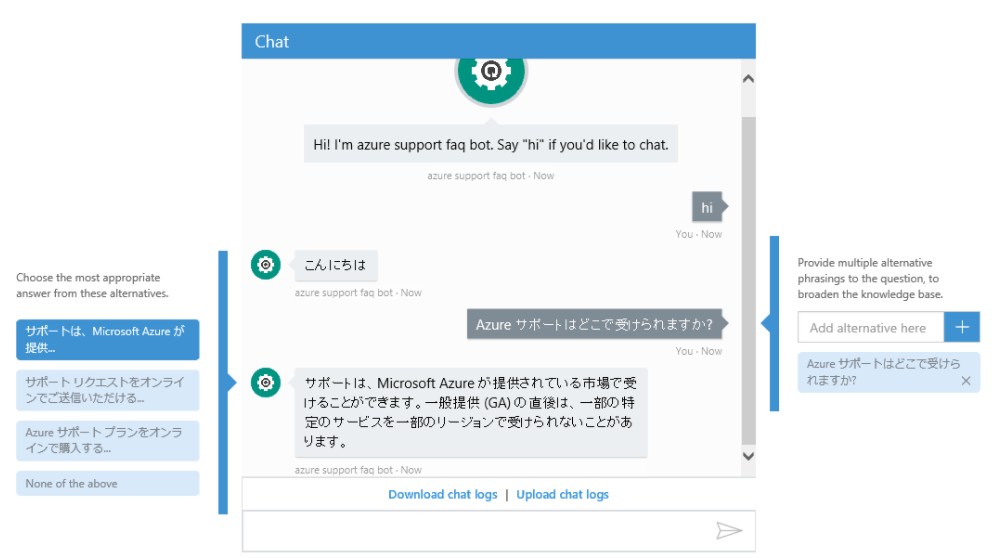 Chat
Hi! I'm azure support faq bot. Say "hi" if you'd like to chat.
azure support faq bot - Now
hi
You - Now
こんにちは
azure support faq bot - Now
Azure サポートはどこで受けられますか?
You - Now
サポートは、Microsoft Azure が提供されている市場で受
けることができます。一般提供 (GA) の直後は、一部の特
定のサービスを一部のリージョンで受けられないことがあ
ります。
azure support faq bot - Now
Download chat logs | Upload chat logs
Choose the most appropriate
answer from these alternatives.
サポートは、Microsoft Azure が
提供...
サポート リクエストをオンライ
ンでご送信いただける...
Azure サポート プランをオンラ
インで購入する...
None of the above
Provide multiple alternative
phrasings to the question, to
broaden the knowledge base.
Add alternative here
Azure サポートはどこで受けら
れますか?